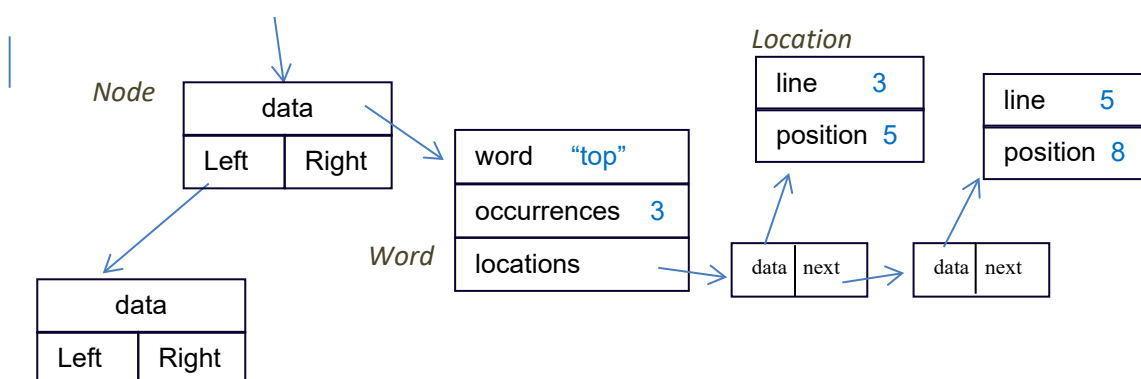 Location
Node
data
Left Right
word “top”
occurrences 3
locations
Word
line 3
position 5
line 5
position 8
data next
data next
data
Left Right